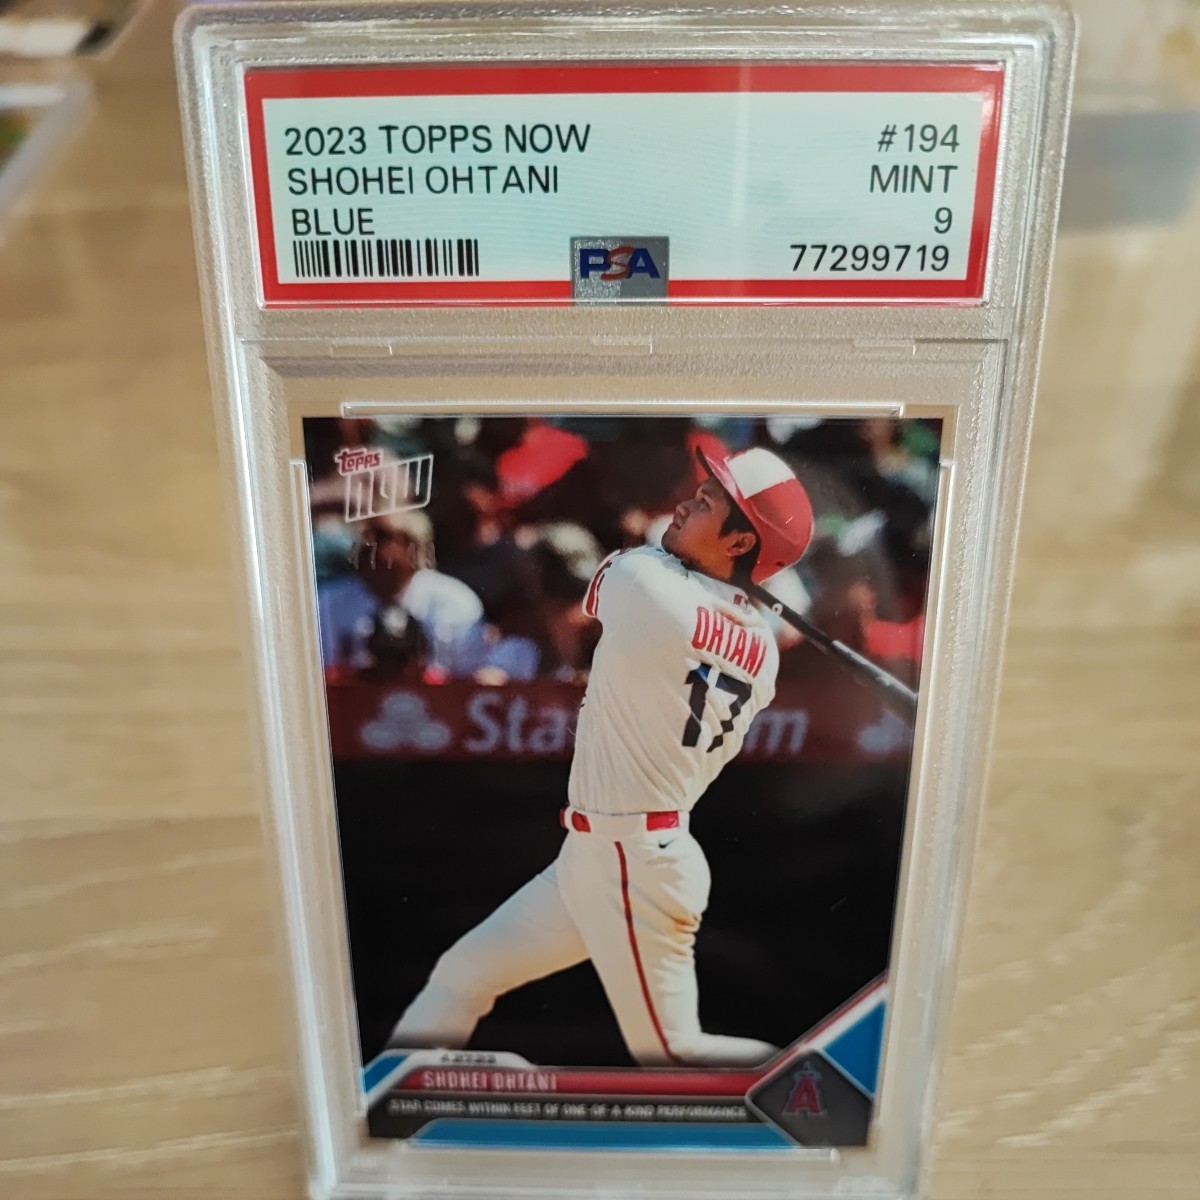 2023 TOPPS NOW #194
SHOHEI OHTANI MINT
BLUE 9
77299719
PSA
topps
NOW
OHTANI
17
State
m
SHOHEI OHTANI
STAR COMES WITHIN FEET OF ONE-OF-A-KIND PERFORMANCE
A